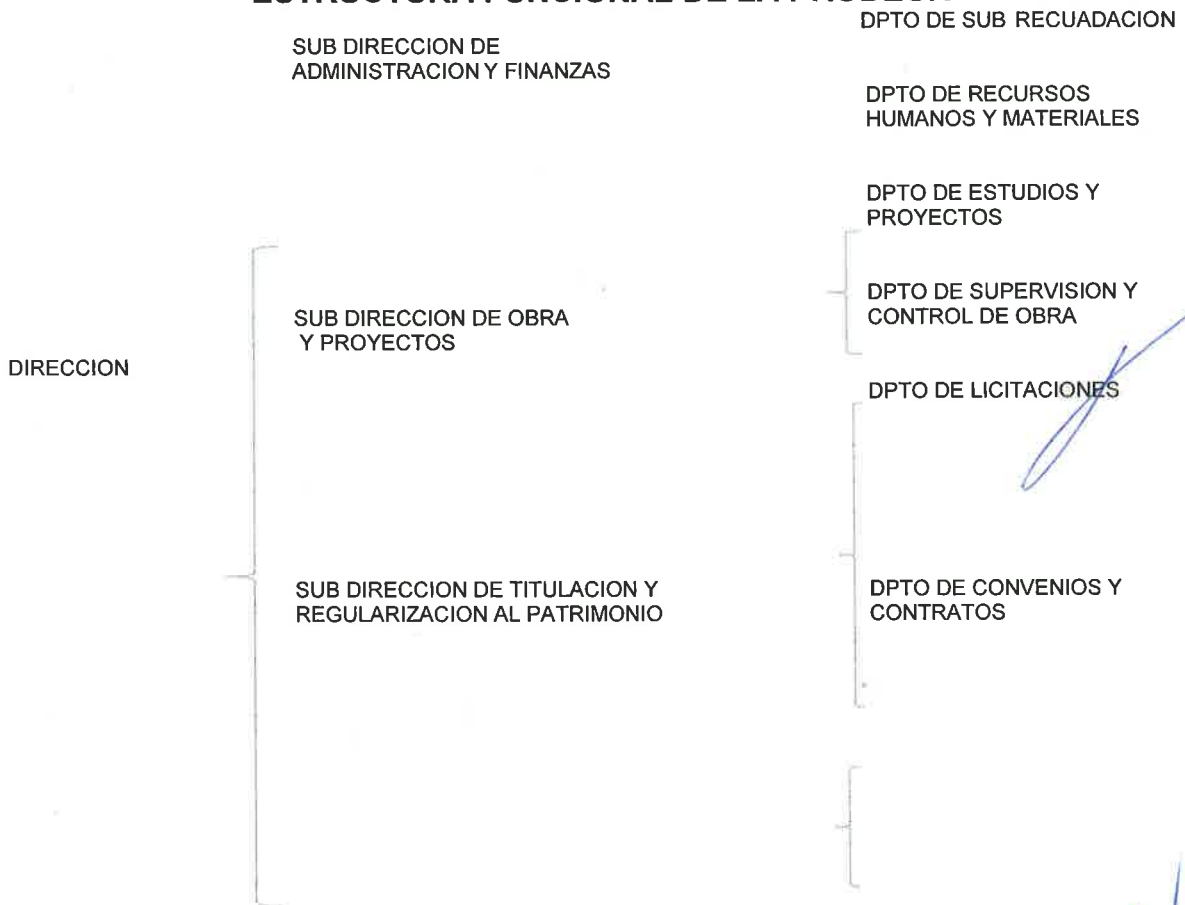 DPTO DE SUB RECUADACION
SUB DIRECCION DE
ADMINISTRACION Y FINANZAS
DPTO DE RECURSOS
HUMANOS Y MATERIALES
DPTO DE ESTUDIOS Y
PROYECTOS
SUB DIRECCION DE OBRA
Y PROYECTOS
DPTO DE SUPERVISION Y
CONTROL DE OBRA
DIRECCION
DPTO DE LICITACIONES
SUB DIRECCION DE TITULACION Y
REGULARIZACION AL PATRIMONIO
DPTO DE CONVENIOS Y
CONTRATOS